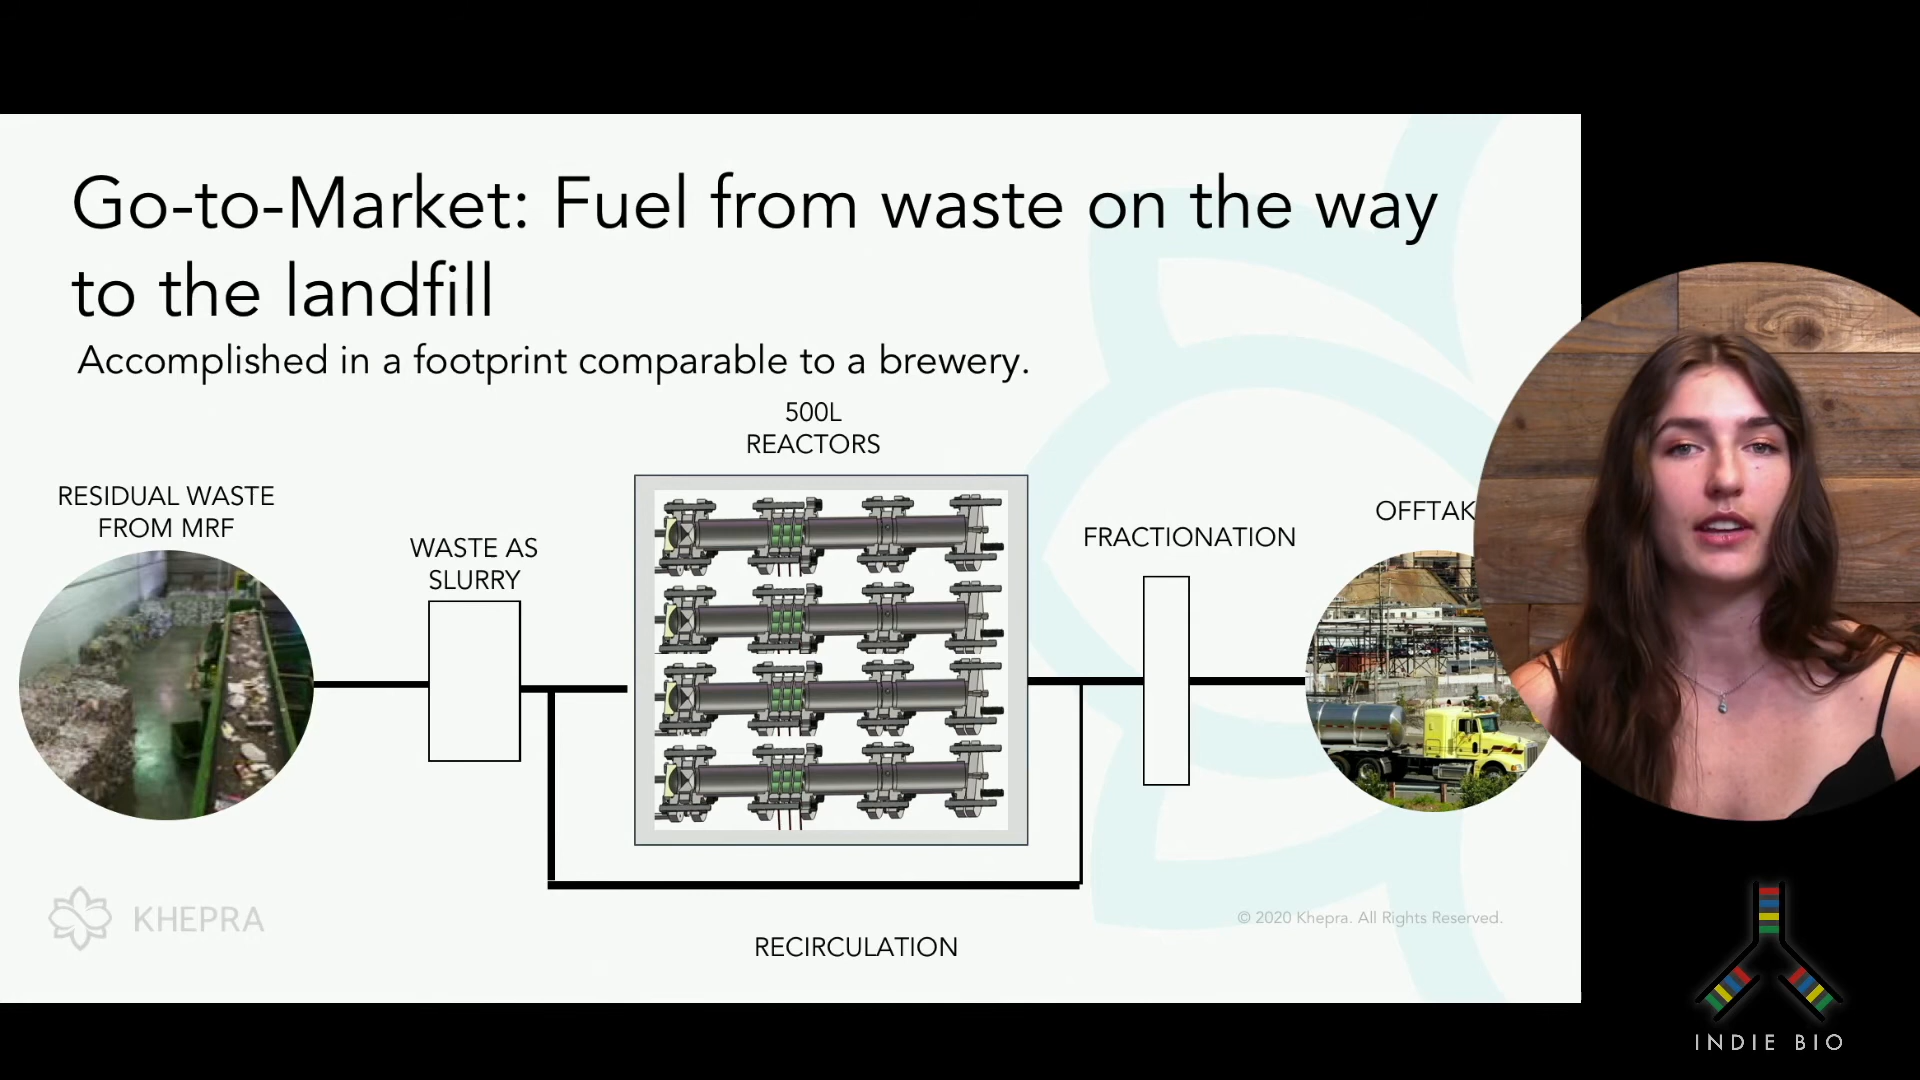 Go-to-Market: Fuel from waste on the way
to the landfill
Accomplished in a footprint comparable to a brewery.
500L
REACTORS
RESIDUAL WASTE
FROM MRF
WASTE AS
SLURRY
FRACTIONATION
OFFTAK
RECIRCULATION
KHEPRA
© 2020 Khepra. All Rights Reserved.
INDIE BIO